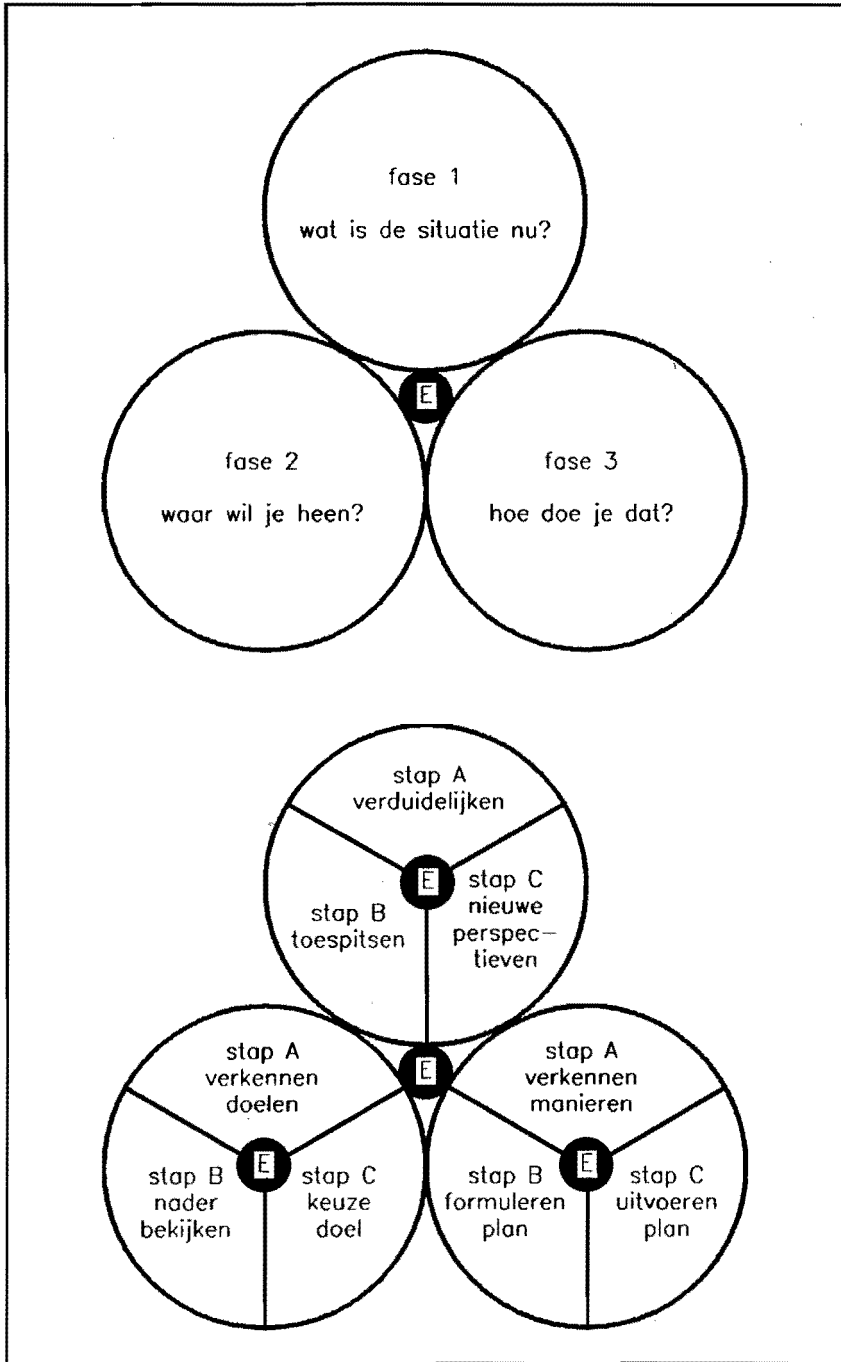 fase 1
wat is de situatie nu?
E
fase 2
waar wil je heen?
fase 3
hoe doe je dat?
stap A
verduidelijken
E
stap B
toespitsen
stap C
nieuwe
perspec-
tieven
E
stap A
verkennen
doelen
E
stap B
nader
bekijken
stap C
keuze
doel
stap A
verkennen
manieren
E
stap B
formuleren
plan
stap C
uitvoeren
plan